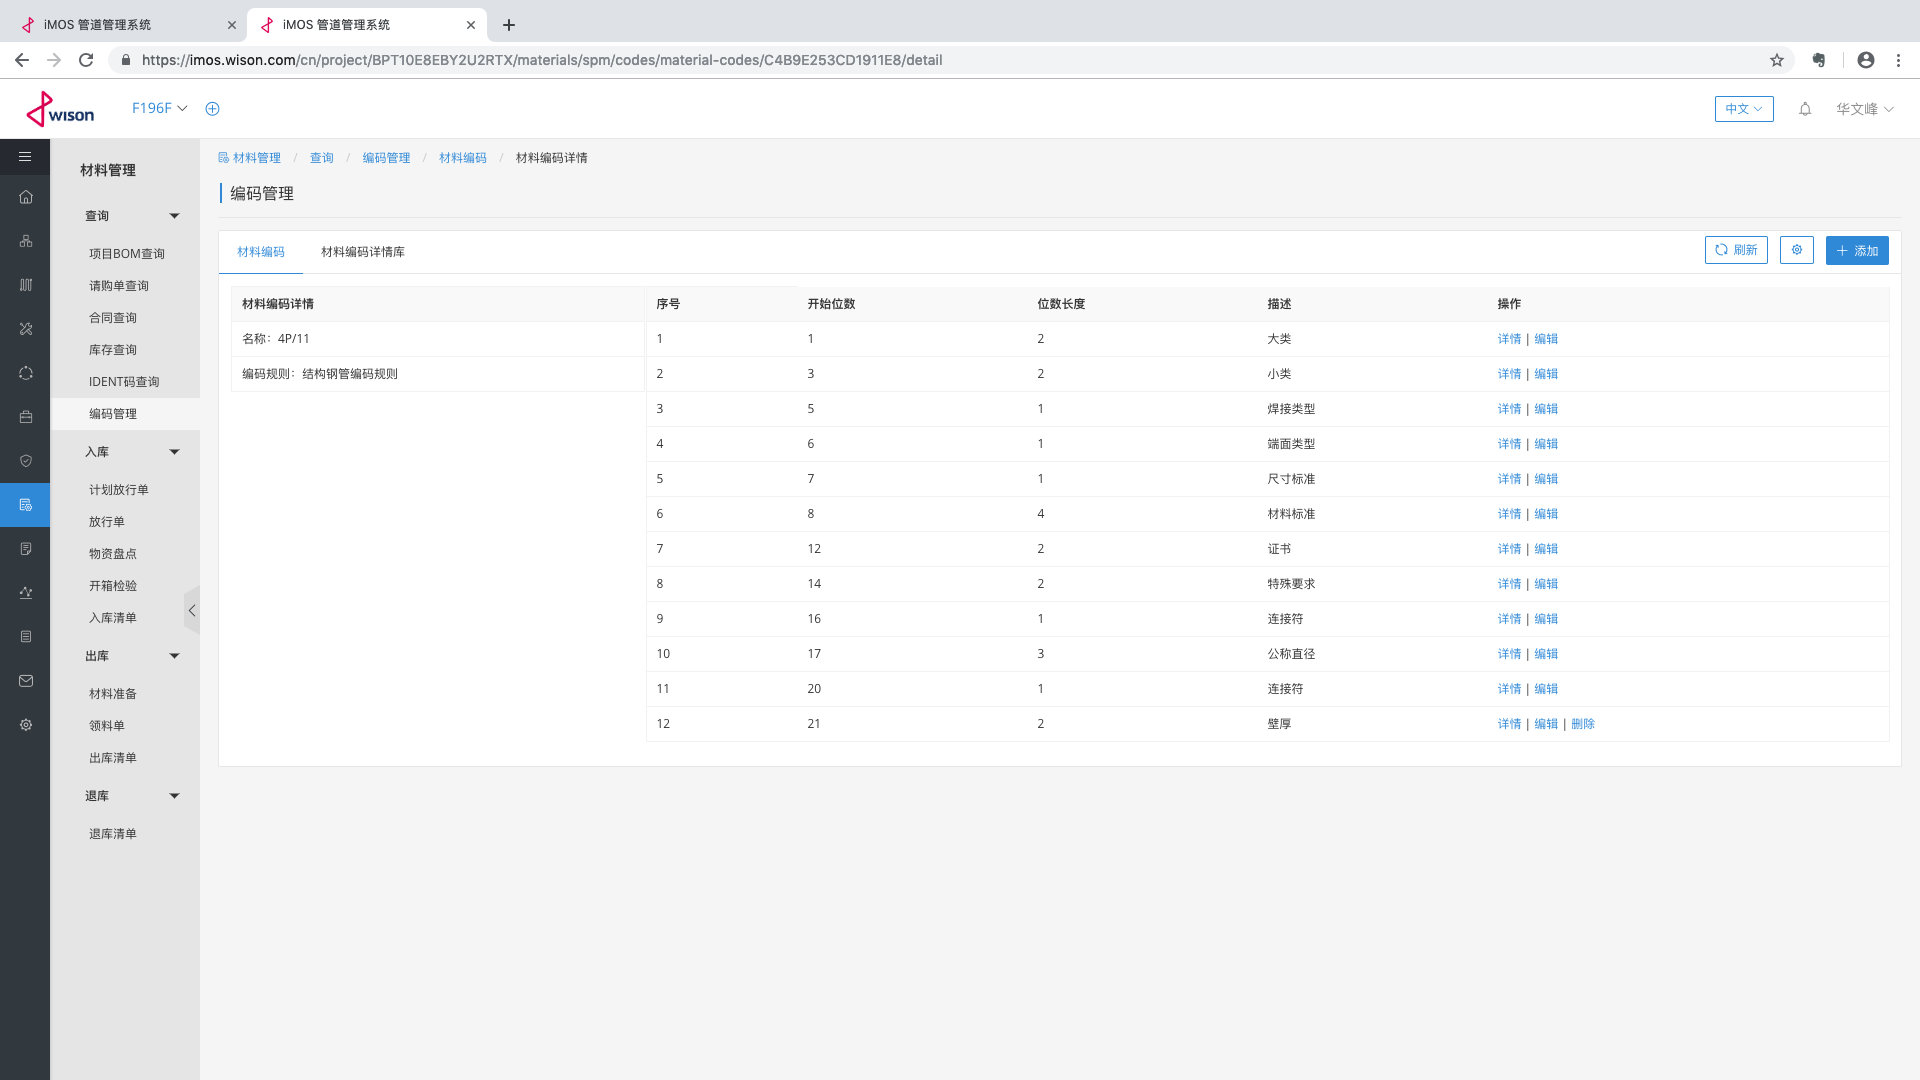 iMOS 管道管理系统
iMOS 管道管理系统
https://imos.wison.com/cn/project/BPT10E8EBY2U2RTX/materials/spm/codes/material-codes/C4B9E253CD1911E8/detail
wison
F196F
中文
华文峰
材料管理
查询
项目BOM查询
请购单查询
合同查询
库存查询
IDENT码查询
编码管理
入库
计划放行单
放行单
物资盘点
开箱检验
入库清单
出库
材料准备
领料单
出库清单
退库
退库清单
材料管理 / 查询 / 编码管理 / 材料编码 / 材料编码详情
编码管理
材料编码 材料编码详情库
刷新
添加
材料编码详情
名称：4P/11
编码规则：结构钢管编码规则
序号 开始位数 位数长度 描述 操作
1 1 2 大类 详情 | 编辑
2 3 2 小类 详情 | 编辑
3 5 1 焊接类型 详情 | 编辑
4 6 1 端面类型 详情 | 编辑
5 7 1 尺寸标准 详情 | 编辑
6 8 4 材料标准 详情 | 编辑
7 12 2 证书 详情 | 编辑
8 14 2 特殊要求 详情 | 编辑
9 16 1 连接符 详情 | 编辑
10 17 3 公称直径 详情 | 编辑
11 20 1 连接符 详情 | 编辑
12 21 2 壁厚 详情 | 编辑 | 删除